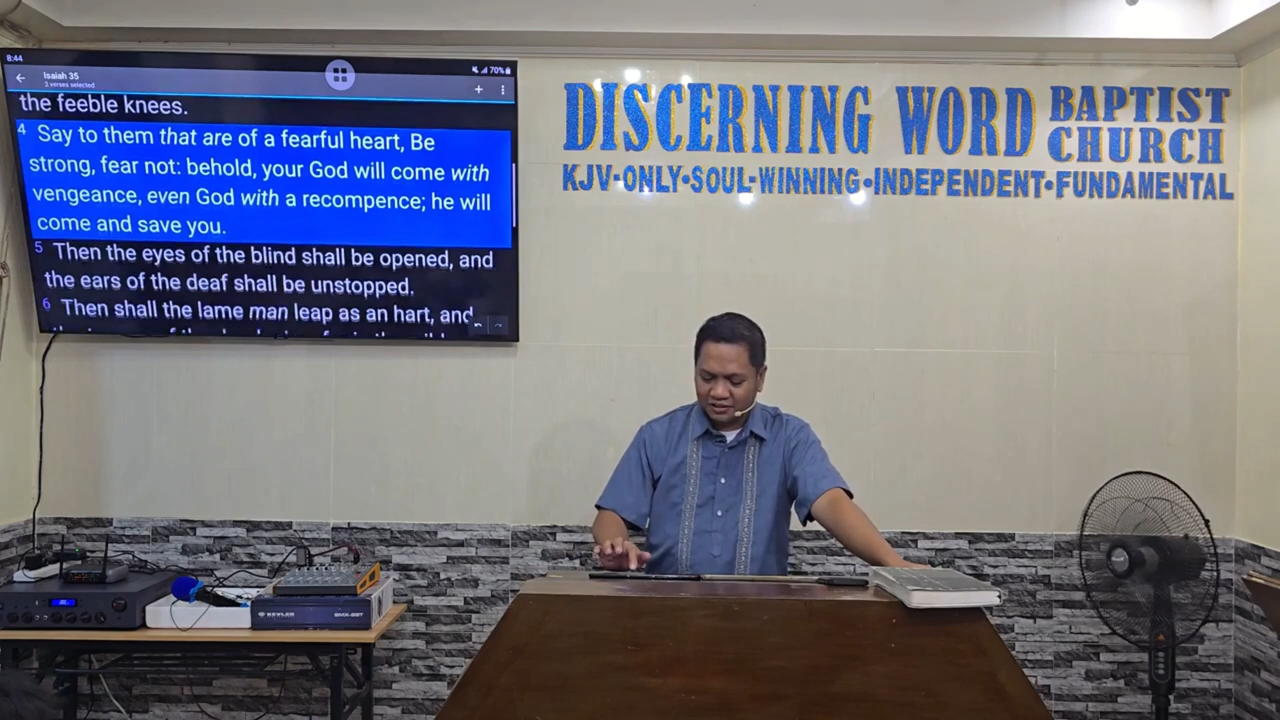 8:44
70%
Isaiah 35
2 verses selected
the feeble knees.
4 Say to them that are of a fearful heart, Be
strong, fear not: behold, your God will come with
vengeance, even God with a recompence; he will
come and save you.
5 Then the eyes of the blind shall be opened, and
the ears of the deaf shall be unstopped.
6 Then shall the lame man leap as an hart, and
DISCERNING WORD BAPTIST CHURCH
KJV-ONLY•SOUL-WINNING•INDEPENDENT•FUNDAMENTAL
KEVLER